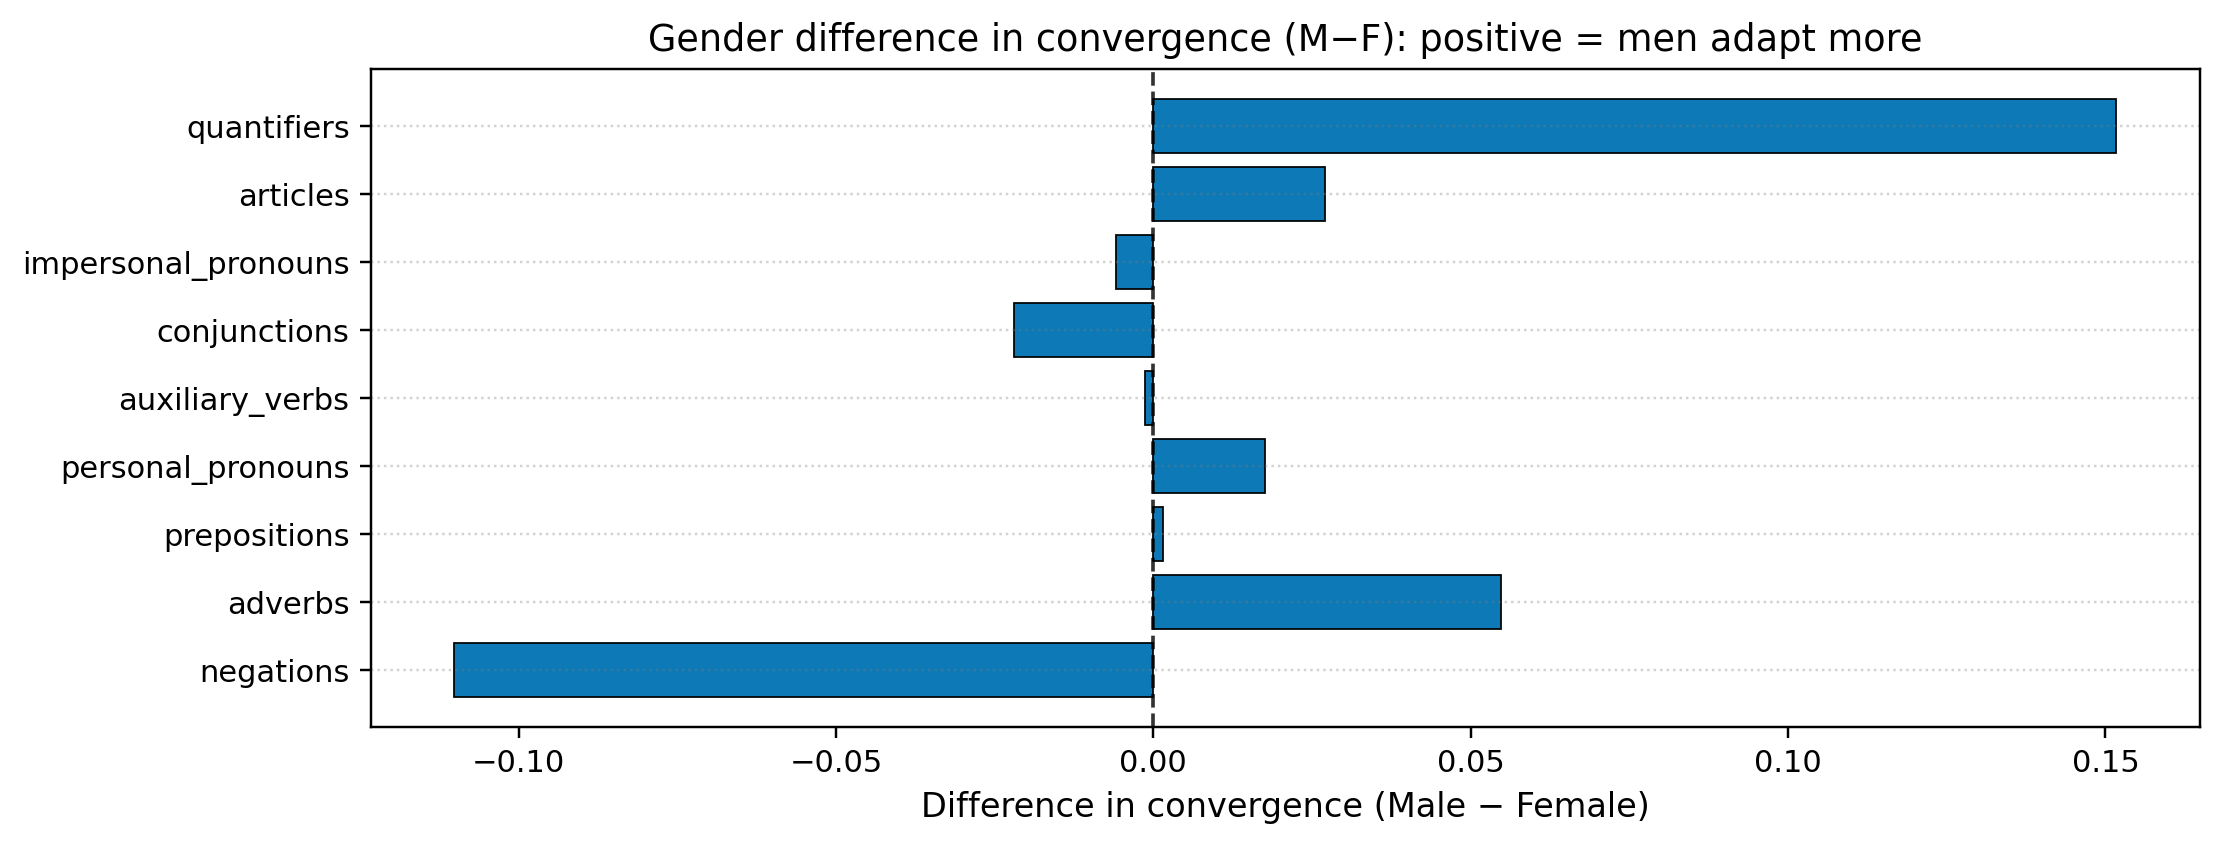 Gender difference in convergence (M−F): positive = men adapt more
quantifiers
articles
impersonal_pronouns
conjunctions
auxiliary_verbs
personal_pronouns
prepositions
adverbs
negations
−0.10 −0.05 0.00 0.05 0.10 0.15
Difference in convergence (Male − Female)